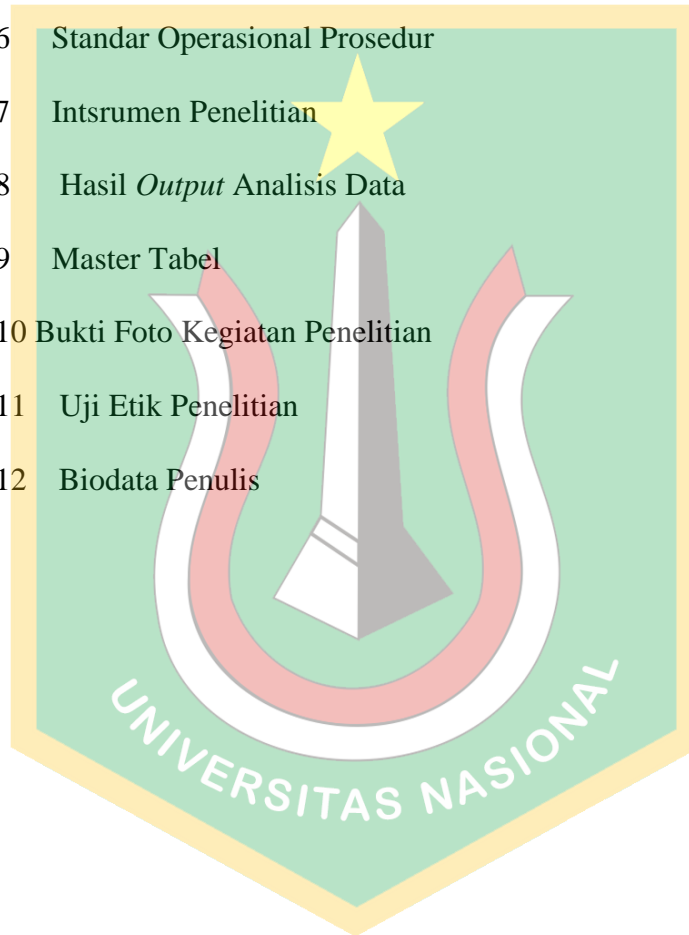 6 Standar Operasional Prosedur
7 Intsrumen Penelitian
8 Hasil Output Analisis Data
9 Master Tabel
10 Bukti Foto Kegiatan Penelitian
11 Uji Etik Penelitian
12 Biodata Penulis
UNIVERSITAS NASIONAL